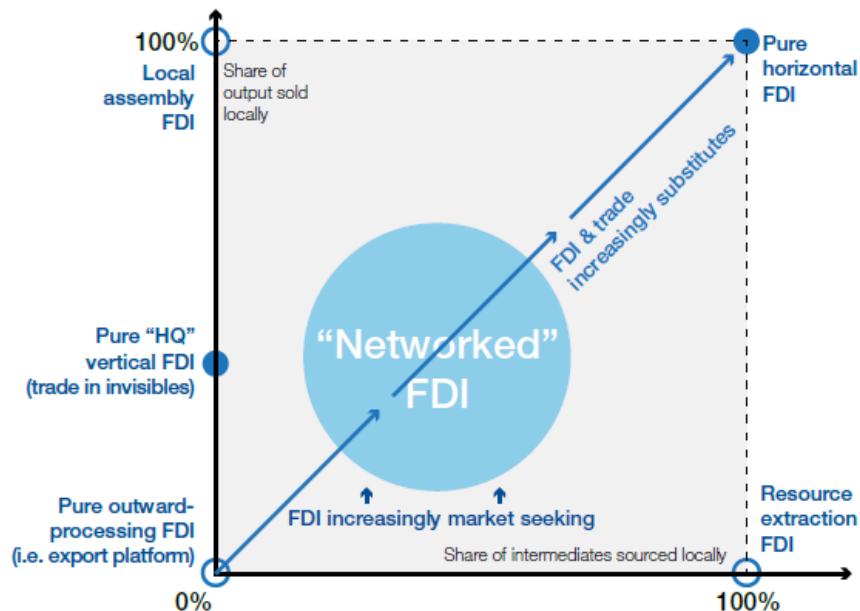 100%
Local
assembly
FDI
Share of
output sold
locally
Pure
horizontal
FDI
FDI & trade
increasingly substitutes
"Networked"
FDI
Pure "HQ"
vertical FDI
(trade in invisibles)
Pure outward-
processing FDI
(i.e. export platform)
FDI increasingly market seeking
Share of intermediates sourced locally
Resource
extraction
FDI
0%
100%